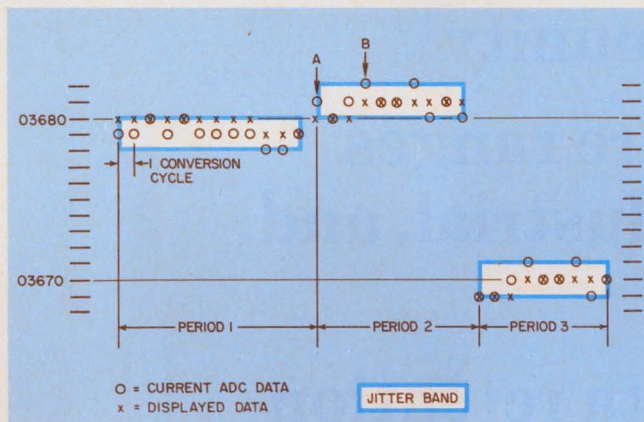 A
B
03680
1 CONVERSION
CYCLE
03670
PERIOD 1
PERIOD 2
PERIOD 3
O = CURRENT ADC DATA
x = DISPLAYED DATA
JITTER BAND